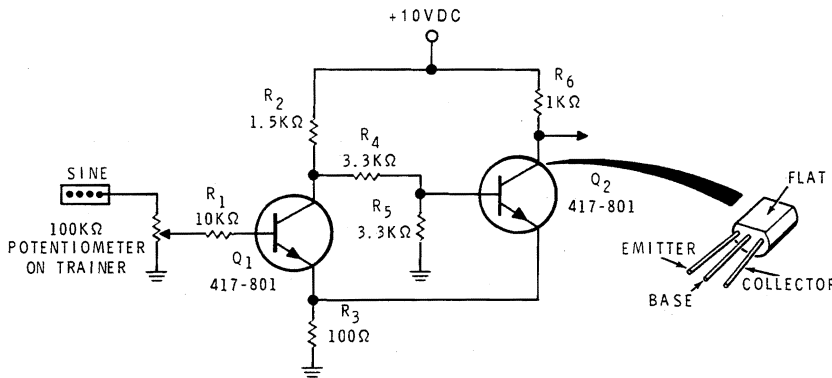 +10VDC
R6
1KΩ
R2
1.5KΩ
R4
3.3KΩ
SINE
R1
10KΩ
R5
3.3KΩ
Q2
417-801
FLAT
100KΩ
POTENTIOMETER
ON TRAINER
Q1
417-801
EMITTER
COLLECTOR
BASE
R3
100Ω